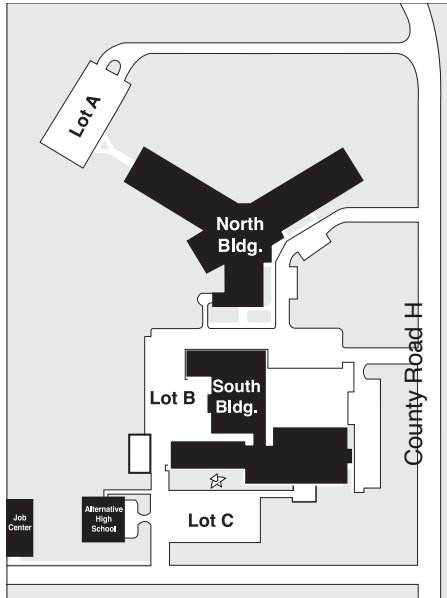 Lot A
North
Bldg.
County Road H
Lot B
South
Bldg.
Job
Center
Alternative
High
School
Lot C